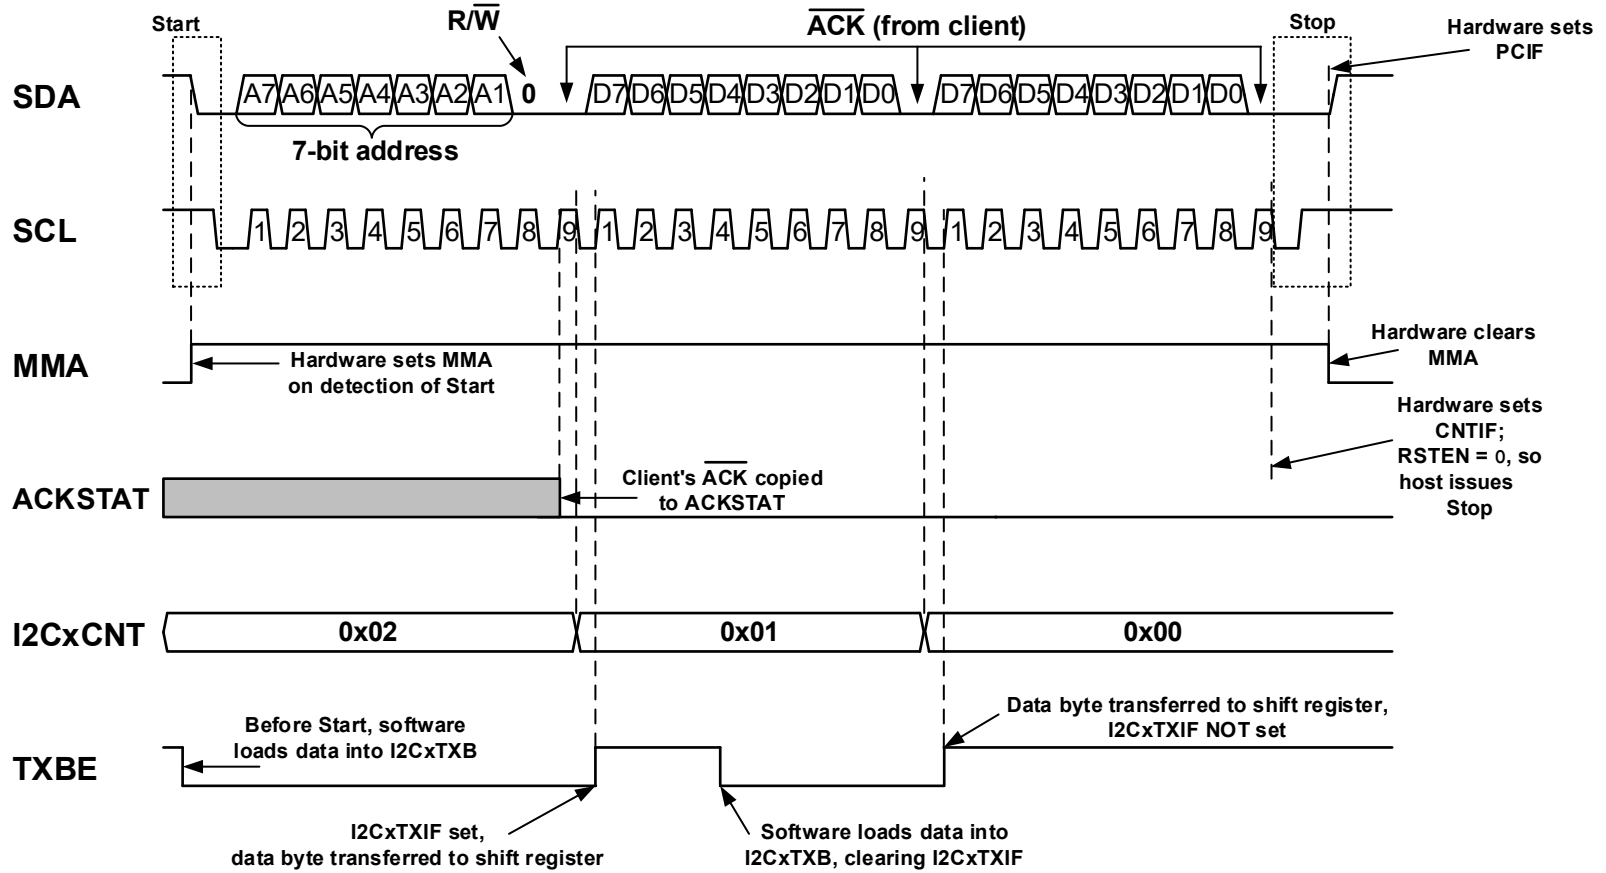 Start
R/W
ACK (from client)
Stop
Hardware sets
PCIF
SDA
A7 A6 A5 A4 A3 A2 A1 0 D7 D6 D5 D4 D3 D2 D1 D0 D7 D6 D5 D4 D3 D2 D1 D0
7-bit address
SCL
1 2 3 4 5 6 7 8 9 1 2 3 4 5 6 7 8 9 1 2 3 4 5 6 7 8 9
MMA
Hardware sets MMA
on detection of Start
Hardware clears
MMA
Hardware sets
CNTIF;
RSTEN = 0, so
host issues
Stop
ACKSTAT
Client's ACK copied
to ACKSTAT
I2CxCNT
0x02 0x01 0x00
TXBE
Before Start, software
loads data into I2CxTXB
Data byte transferred to shift register,
I2CxTXIF NOT set
I2CxTXIF set,
data byte transferred to shift register
Software loads data into
I2CxTXB, clearing I2CxTXIF